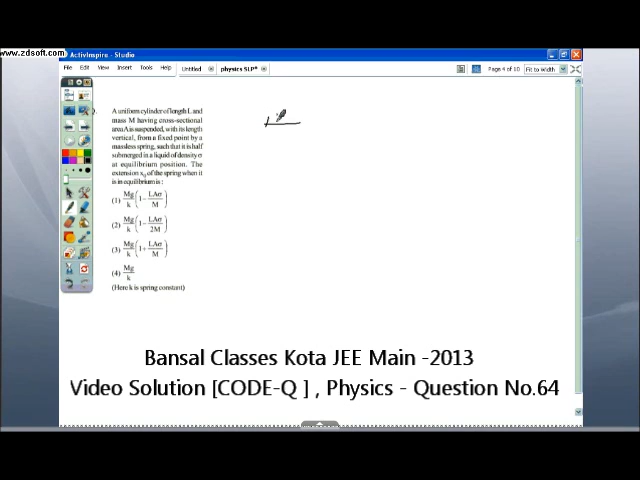 www.zdsoft.com
ActivInspire - Studio
File Edit View Insert Tools Help
Untitled
physics SLP*
Page 4 of 10
Fit to width
A uniform cylinder of length L and
mass M having cross-sectional
area A is suspended, with its length
vertical, from a fixed point by a
massless spring, such that it is half
submerged in a liquid of density σ
at equilibrium position. The
extension x₀ of the spring when it
is in equilibrium is :
(1) Mg/k (1 − LAσ/M)
(2) Mg/k (1 − LAσ/2M)
(3) Mg/k (1 + LAσ/M)
(4) Mg/k
(Here k is spring constant)
Bansal Classes Kota JEE Main -2013
Video Solution [CODE-Q ] , Physics - Question No.64